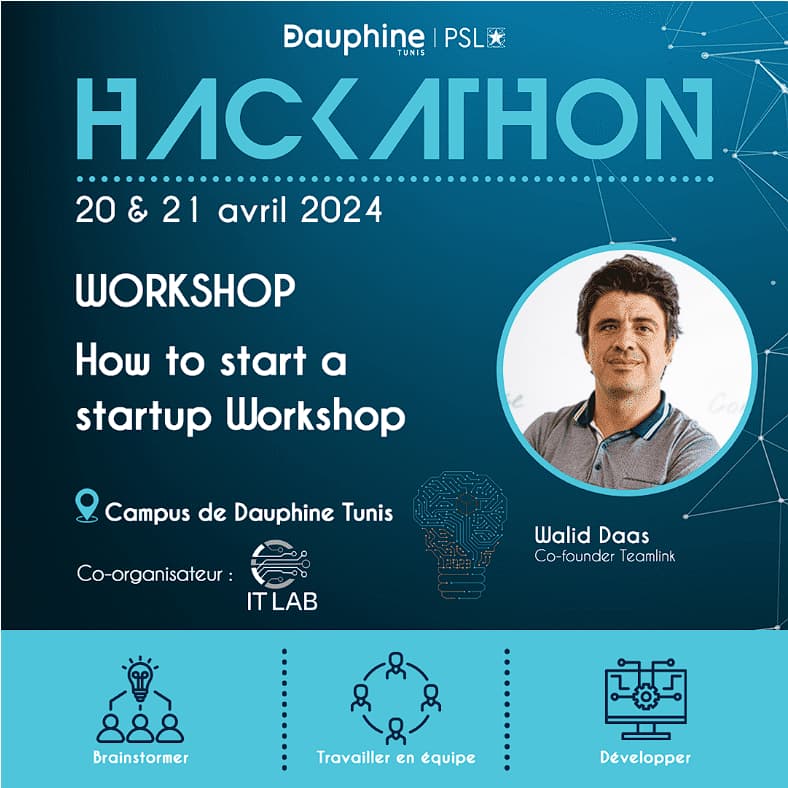 Dauphine | PSL
TUNIS
HACKATHON
20 & 21 avril 2024
WORKSHOP
How to start a
startup Workshop
Campus de Dauphine Tunis
Walid Daas
Co-founder Teamlink
Co-organisateur :
IT LAB
Brainstormer
Travailler en équipe
Développer